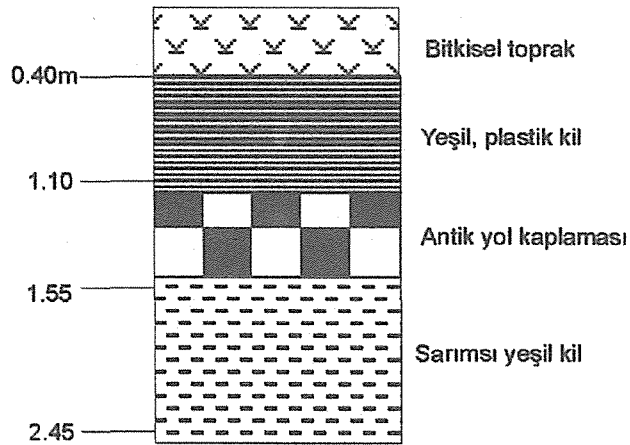 Bitkisel toprak
0.40m
Yeşil, plastik kil
1.10
Antik yol kaplaması
1.55
Sarımsı yeşil kil
2.45